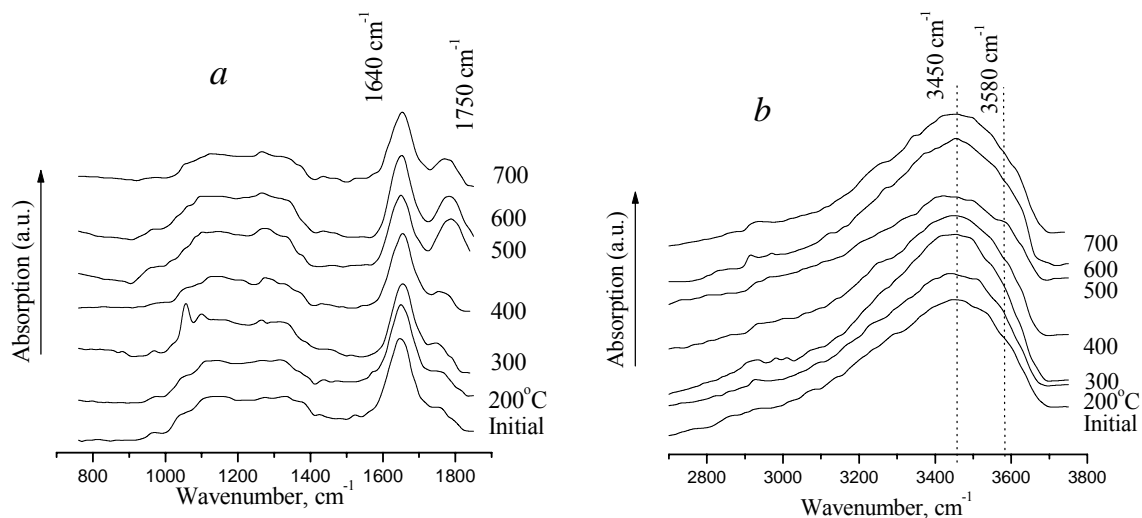 a
1640 cm⁻¹
1750 cm⁻¹
700
600
500
400
300
200°C
Initial
Absorption (a.u.)
800 1000 1200 1400 1600 1800
Wavenumber, cm⁻¹
b
3450 cm⁻¹
3580 cm⁻¹
700
600
500
400
300
200°C
Initial
Absorption (a.u.)
2800 3000 3200 3400 3600 3800
Wavenumber, cm⁻¹